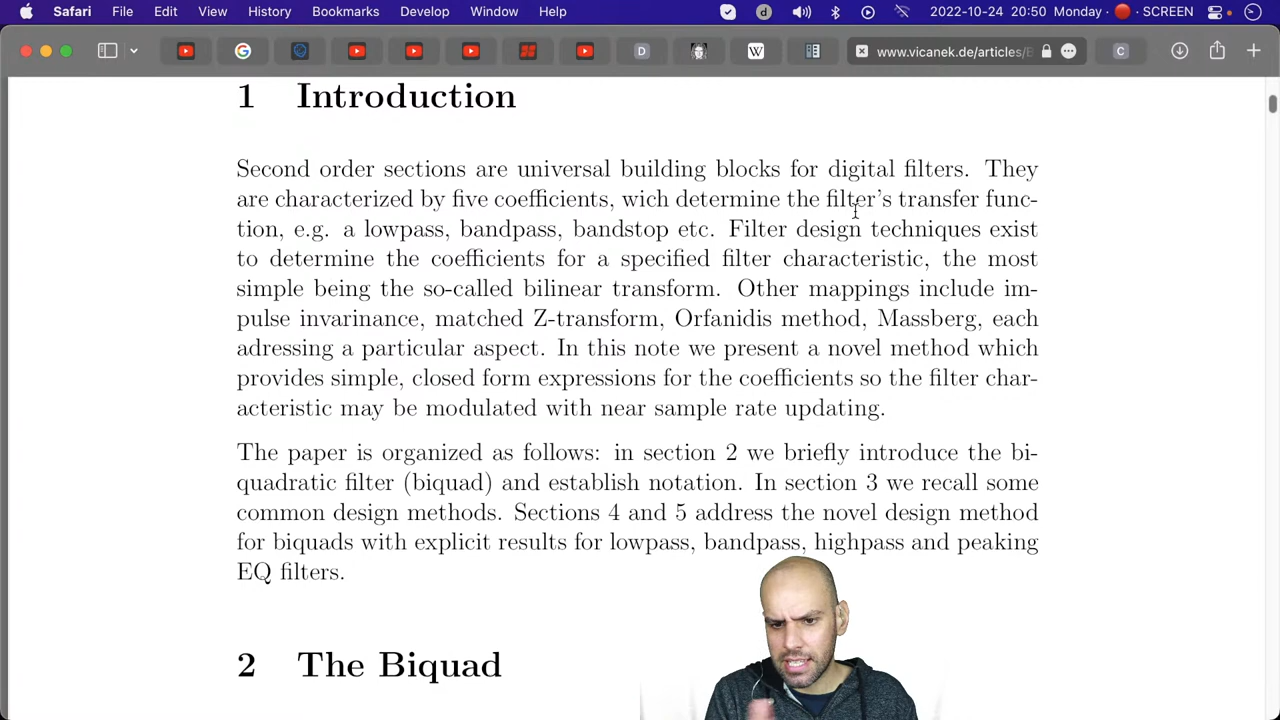 Safari File Edit View History Bookmarks Develop Window Help d 2022-10-24 20:50 Monday SCREEN
G D W www.vicanek.de/articles/B C
1 Introduction
Second order sections are universal building blocks for digital filters. They
are characterized by five coefficients, wich determine the filter's transfer func-
tion, e.g. a lowpass, bandpass, bandstop etc. Filter design techniques exist
to determine the coefficients for a specified filter characteristic, the most
simple being the so-called bilinear transform. Other mappings include im-
pulse invarinance, matched Z-transform, Orfanidis method, Massberg, each
adressing a particular aspect. In this note we present a novel method which
provides simple, closed form expressions for the coefficients so the filter char-
acteristic may be modulated with near sample rate updating.
The paper is organized as follows: in section 2 we briefly introduce the bi-
quadratic filter (biquad) and establish notation. In section 3 we recall some
common design methods. Sections 4 and 5 address the novel design method
for biquads with explicit results for lowpass, bandpass, highpass and peaking
EQ filters.
2 The Biquad